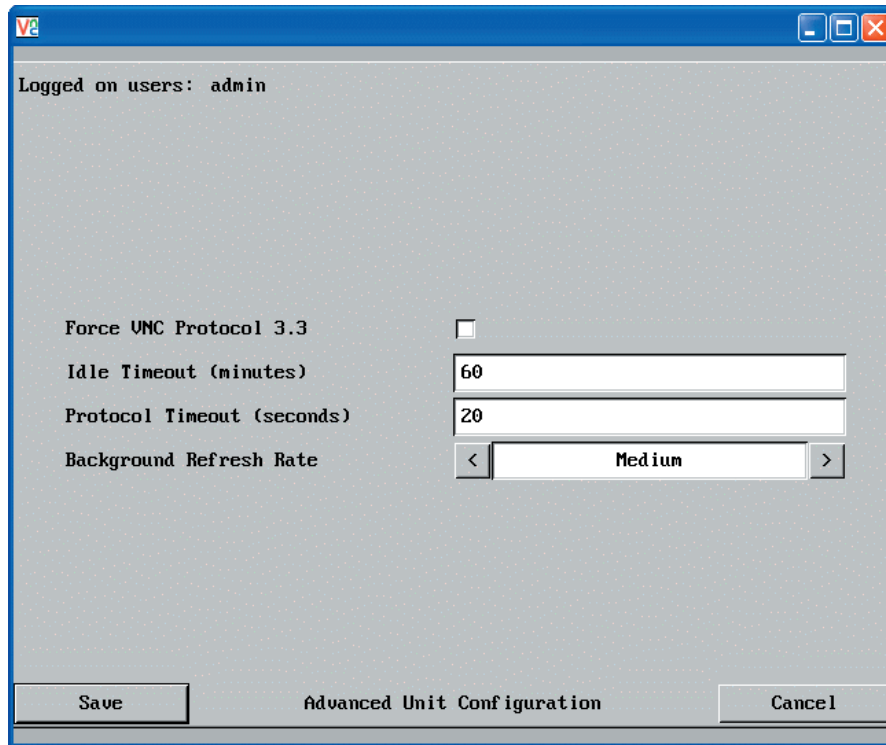 Logged on users: admin
Force VNC Protocol 3.3
Idle Timeout (minutes) 60
Protocol Timeout (seconds) 20
Background Refresh Rate < Medium >
Save Advanced Unit Configuration Cancel